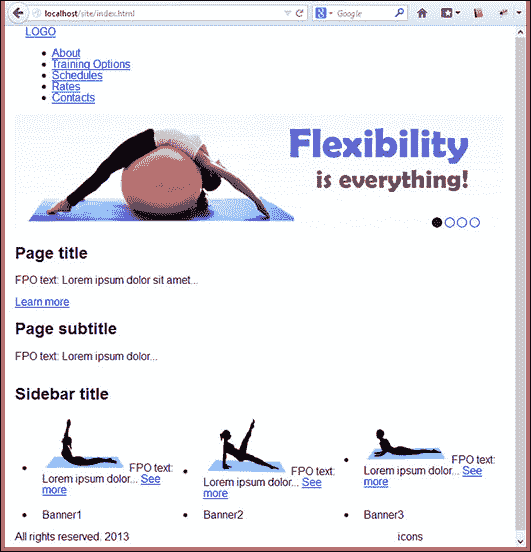 localhost/site/index.html
Google
LOGO
About
Training Options
Schedules
Rates
Contacts
Flexibility
is everything!
Page title
FPO text: Lorem ipsum dolor sit amet...
Learn more
Page subtitle
FPO text: Lorem ipsum dolor...
Sidebar title
FPO text:
Lorem ipsum dolor... See
more
FPO text:
Lorem ipsum dolor... See
more
FPO text:
Lorem ipsum dolor... See
more
Banner1
Banner2
Banner3
All rights reserved. 2013
icons